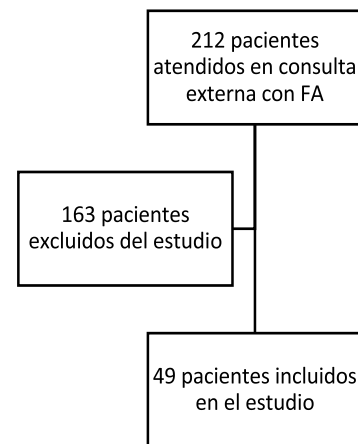 212 pacientes
atendidos en consulta
externa con FA
163 pacientes
excluidos del estudio
49 pacientes incluidos
en el estudio